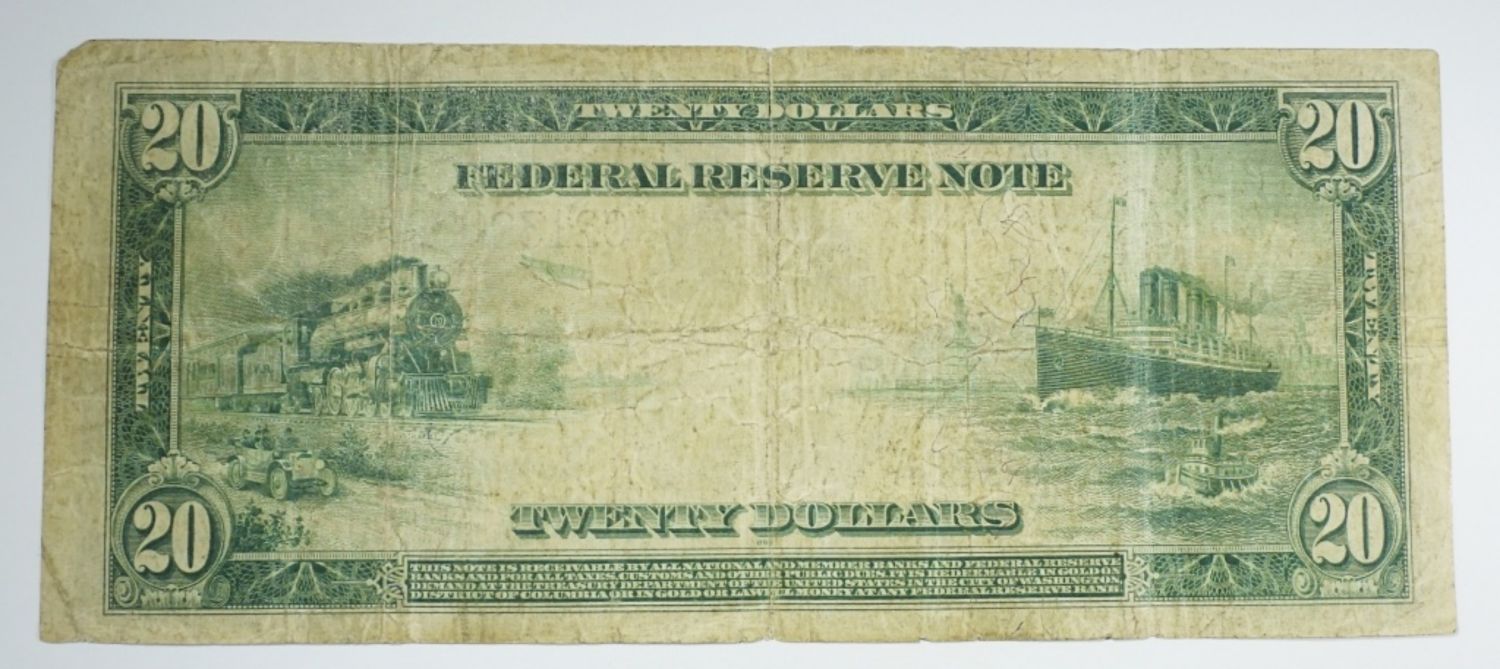 20 TWENTY DOLLARS 20
FEDERAL RESERVE NOTE
TWENTY TWENTY
TWENTY DOLLARS
20 20
THIS NOTE IS RECEIVABLE BY ALL NATIONAL AND MEMBER BANKS AND FEDERAL RESERVE
BANKS AND FOR ALL TAXES, CUSTOMS AND OTHER PUBLIC DUES. IT IS REDEEMABLE IN GOLD ON
DEMAND AT THE TREASURY DEPARTMENT OF THE UNITED STATES IN THE CITY OF WASHINGTON,
DISTRICT OF COLUMBIA OR IN GOLD OR LAWFUL MONEY AT ANY FEDERAL RESERVE BANK.